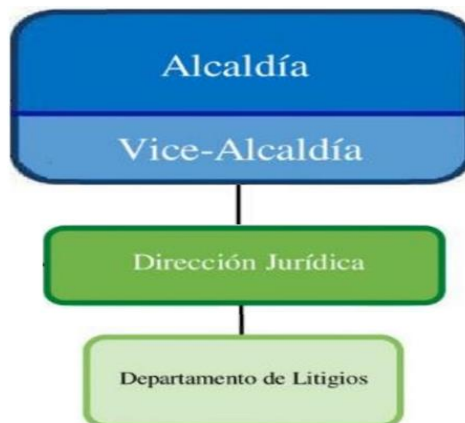 Alcaldía
Vice-Alcaldía
Dirección Jurídica
Departamento de Litigios